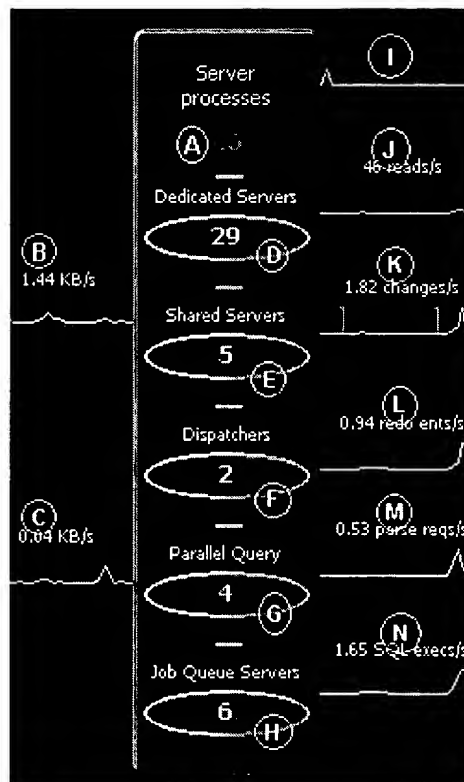 I
Server
processes
A
J
46 reads/s
Dedicated Servers
29
D
B
1.44 KB/s
K
1.82 changes/s
Shared Servers
5
E
L
0.94 redo ents/s
Dispatchers
2
F
C
0.04 KB/s
M
0.53 parse reqs/s
Parallel Query
4
G
N
1.65 SQL execs/s
Job Queue Servers
6
H